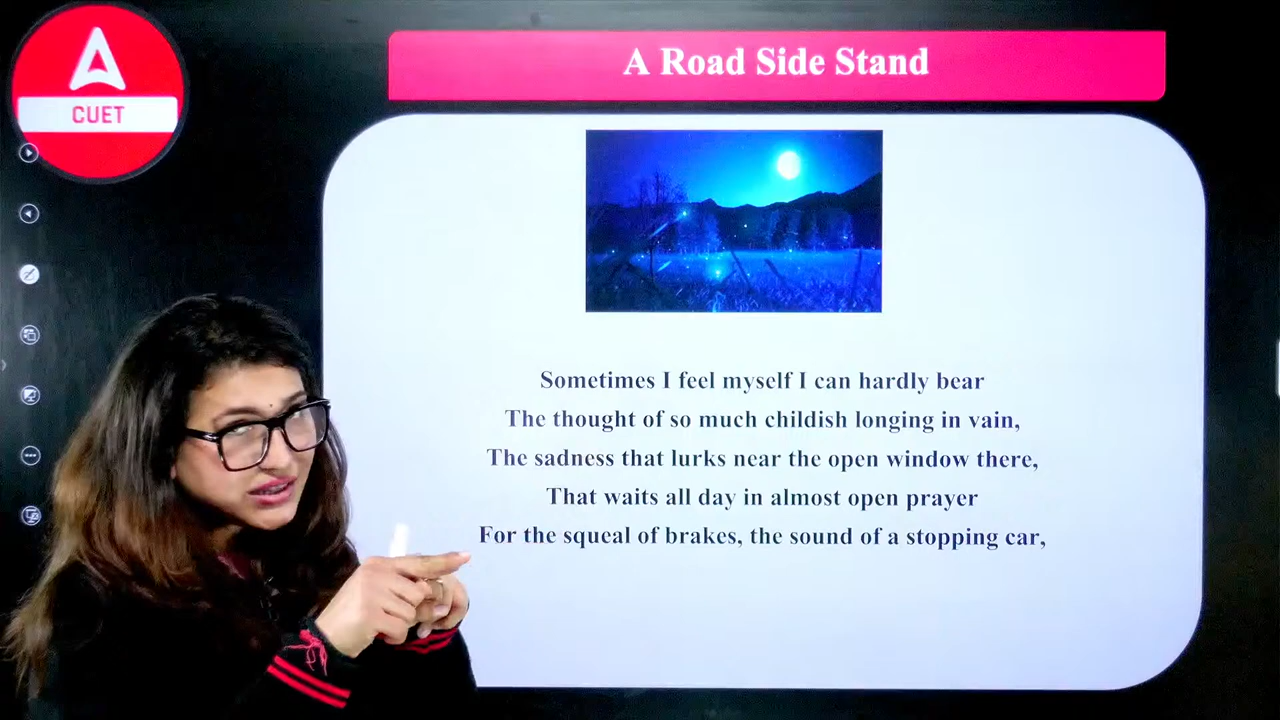 CUET
A Road Side Stand
Sometimes I feel myself I can hardly bear
The thought of so much childish longing in vain,
The sadness that lurks near the open window there,
That waits all day in almost open prayer
For the squeal of brakes, the sound of a stopping car,